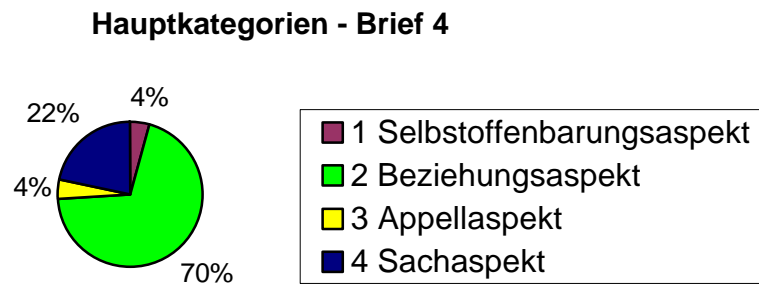 Hauptkategorien - Brief 4
4%
22%
4%
70%
1 Selbstoffenbarungsaspekt
2 Beziehungsaspekt
3 Appellaspekt
4 Sachaspekt